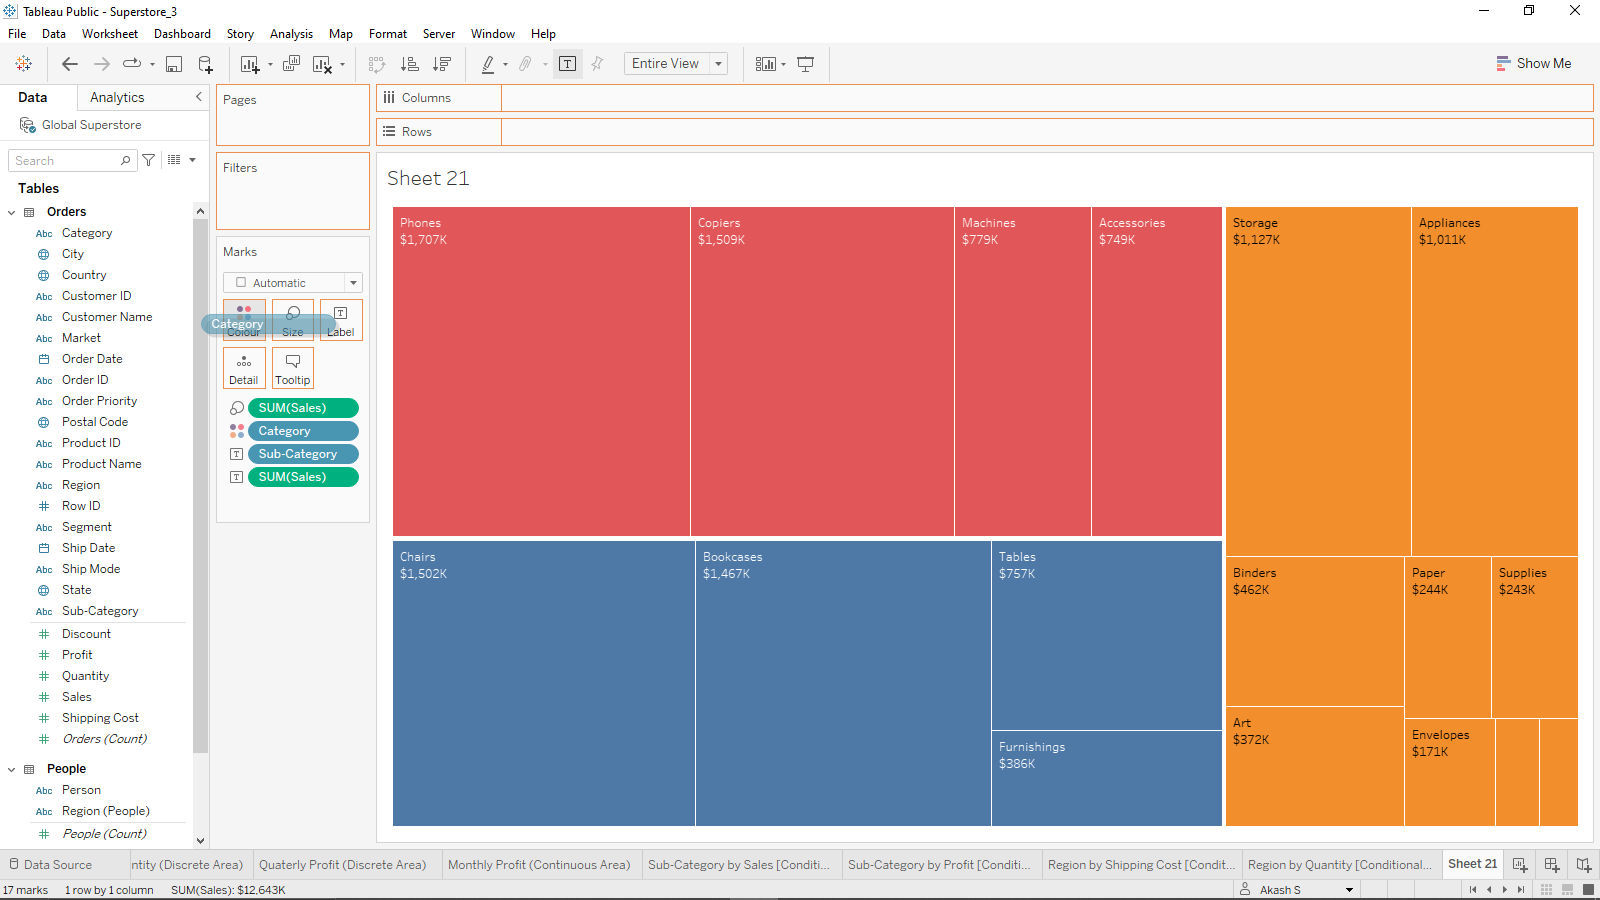 Tableau Public - Superstore_3
File Data Worksheet Dashboard Story Analysis Map Format Server Window Help
Entire View
Show Me
Data Analytics
Global Superstore
Search
Tables
Orders
Abc Category
City
Country
Abc Customer ID
Abc Customer Name
Abc Market
Order Date
Abc Order ID
Abc Order Priority
Postal Code
Abc Product ID
Abc Product Name
Abc Region
# Row ID
Abc Segment
Ship Date
Abc Ship Mode
State
Abc Sub-Category
# Discount
# Profit
# Quantity
# Sales
# Shipping Cost
# Orders (Count)
People
Abc Person
Abc Region (People)
# People (Count)
Pages
Filters
Marks
Automatic
Category
Colour Size Label
Detail Tooltip
SUM(Sales)
Category
Sub-Category
SUM(Sales)
Columns
Rows
Sheet 21
Phones
$1,707K
Copiers
$1,509K
Machines
$779K
Accessories
$749K
Storage
$1,127K
Appliances
$1,011K
Chairs
$1,502K
Bookcases
$1,467K
Tables
$757K
Furnishings
$386K
Binders
$462K
Paper
$244K
Supplies
$243K
Art
$372K
Envelopes
$171K
Data Source ntity (Discrete Area) Quaterly Profit (Discrete Area) Monthly Profit (Continuous Area) Sub-Category by Sales [Conditi... Sub-Category by Profit [Conditi... Region by Shipping Cost [Condit... Region by Quantity [Conditional... Sheet 21
17 marks 1 row by 1 column SUM(Sales): $12,643K Akash S